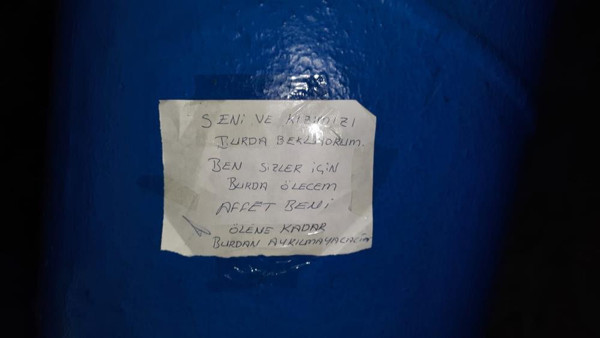 SENİ VE KIZIMIZI
BURDA BEKLİYORUM.
BEN SİZLER İÇİN
BURDA ÖLECEM
AFFET BENİ
ÖLENE KADAR
BURDAN AYRILMAYACAĞIM